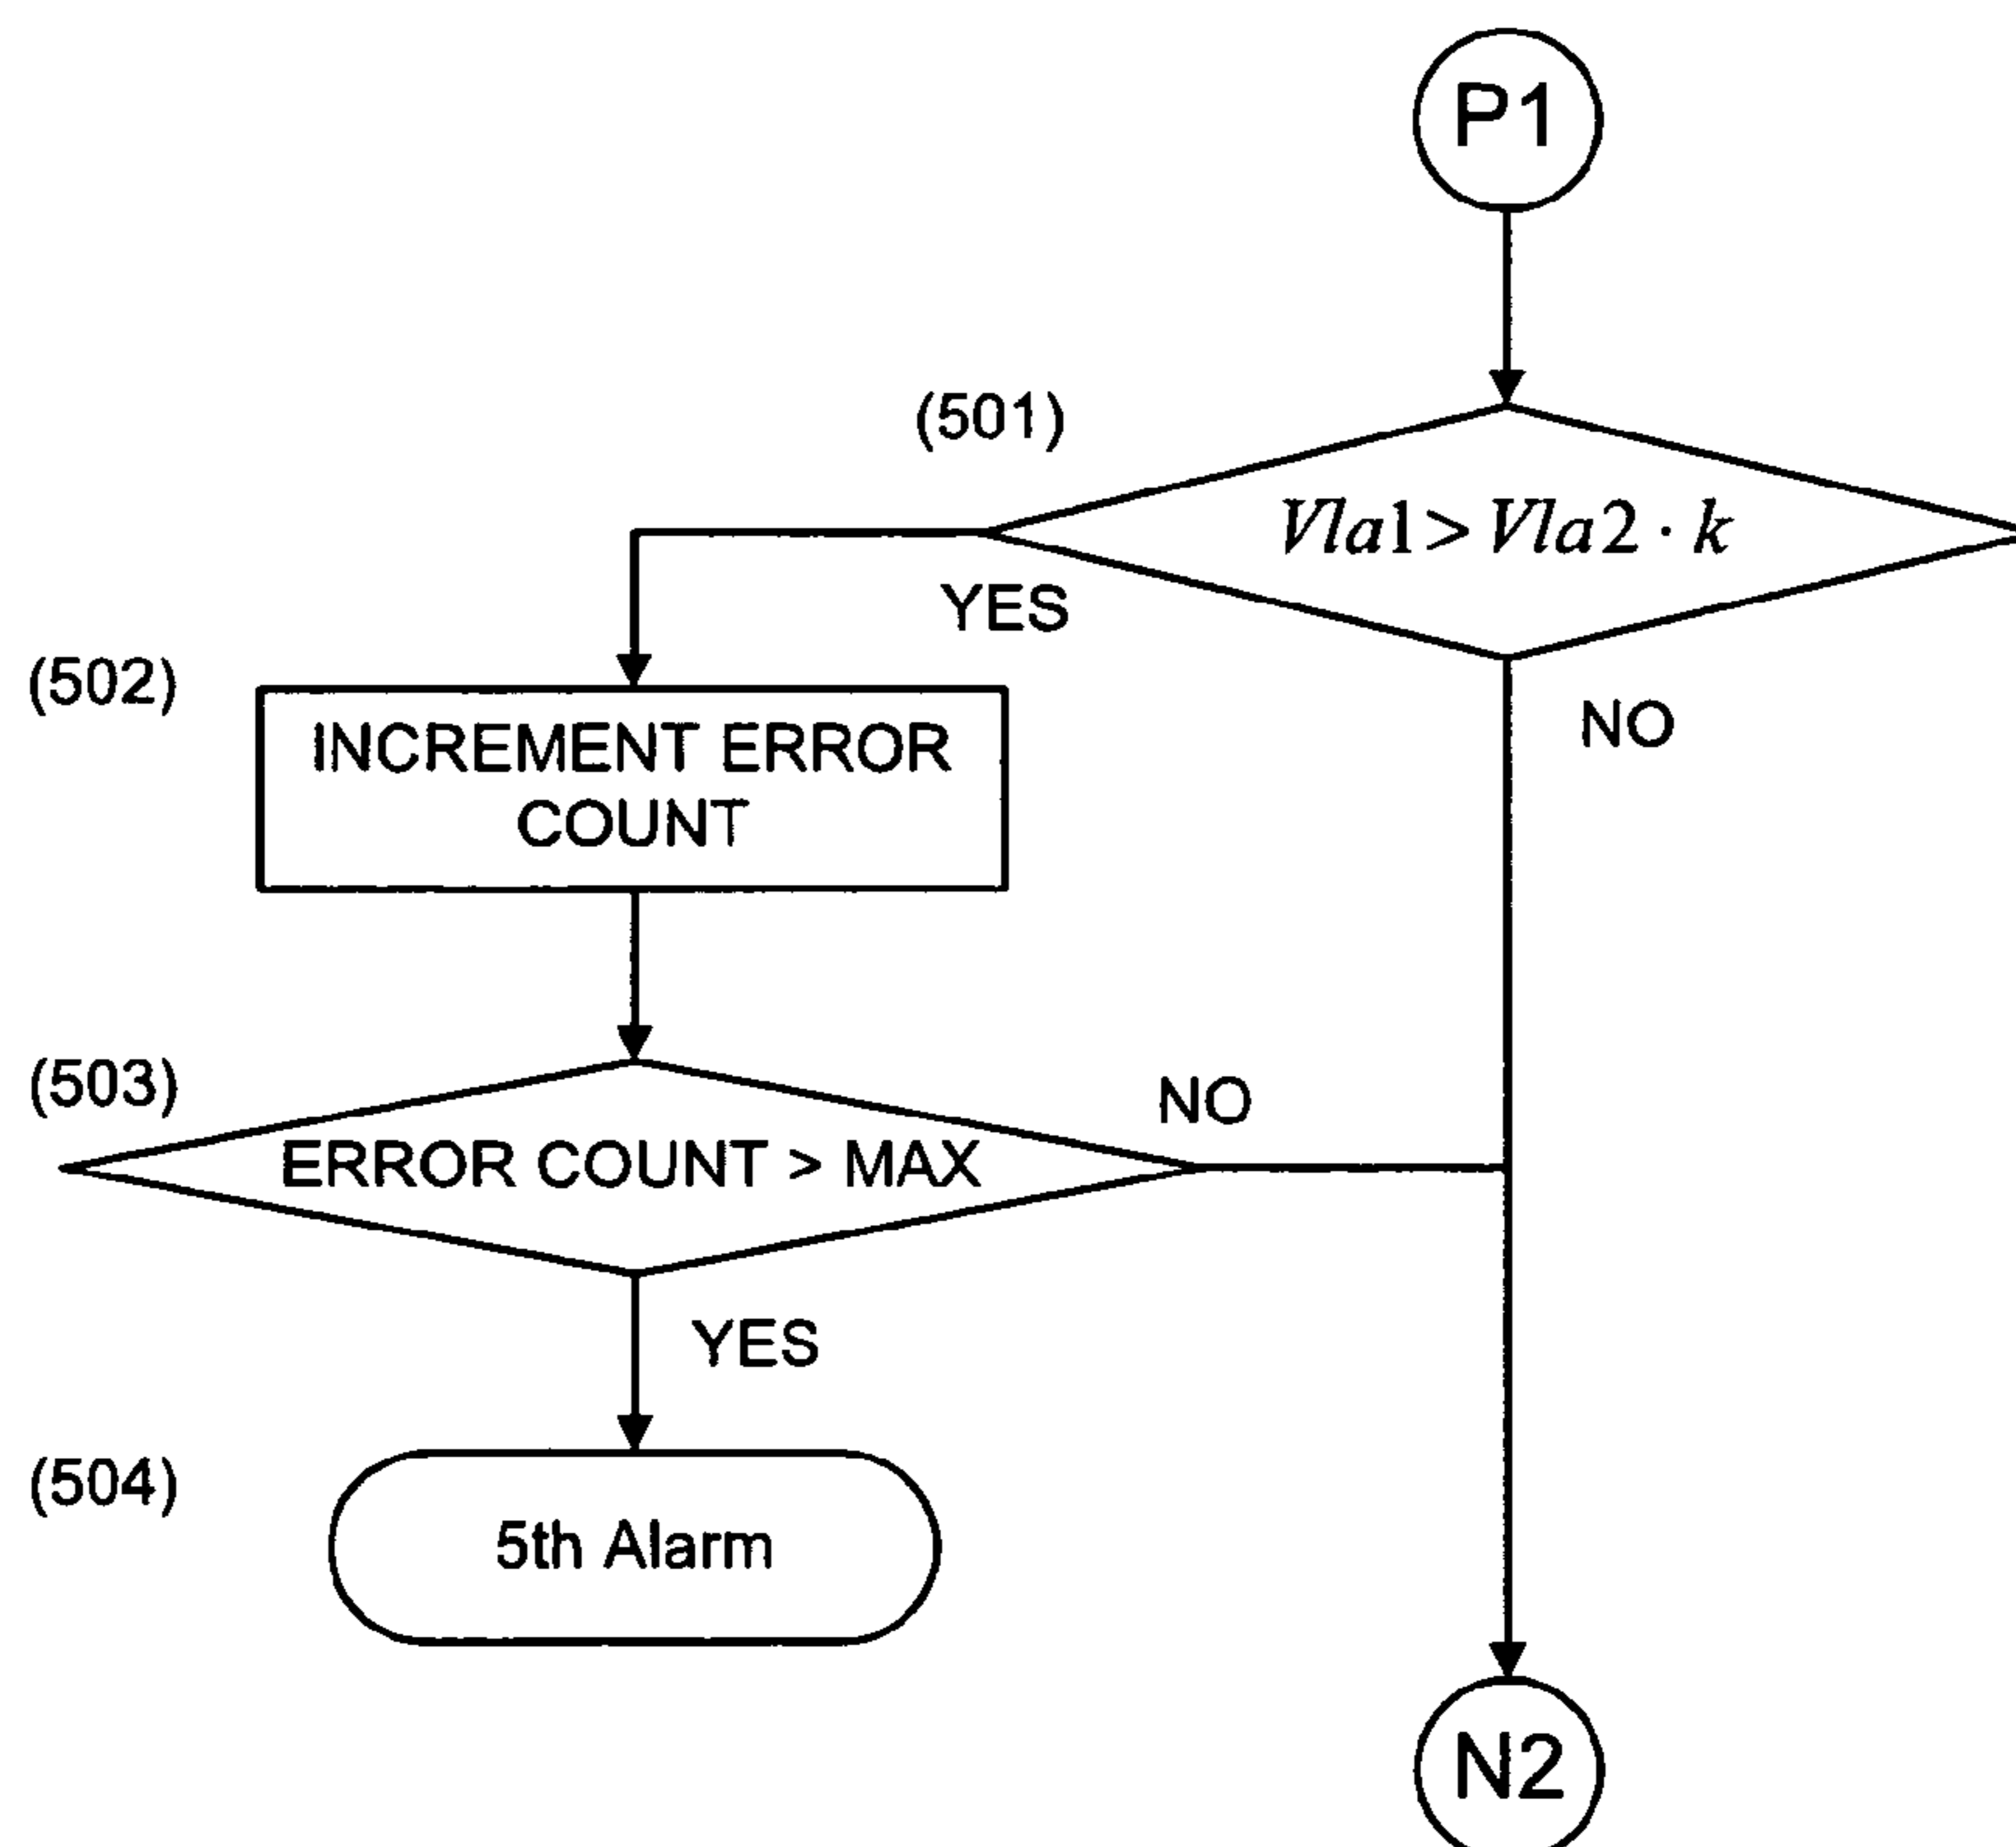 P1
(501)
Vla1 > Vla2 · k
YES
NO
(502)
INCREMENT ERROR
COUNT
(503)
ERROR COUNT > MAX
NO
YES
(504)
5th Alarm
N2